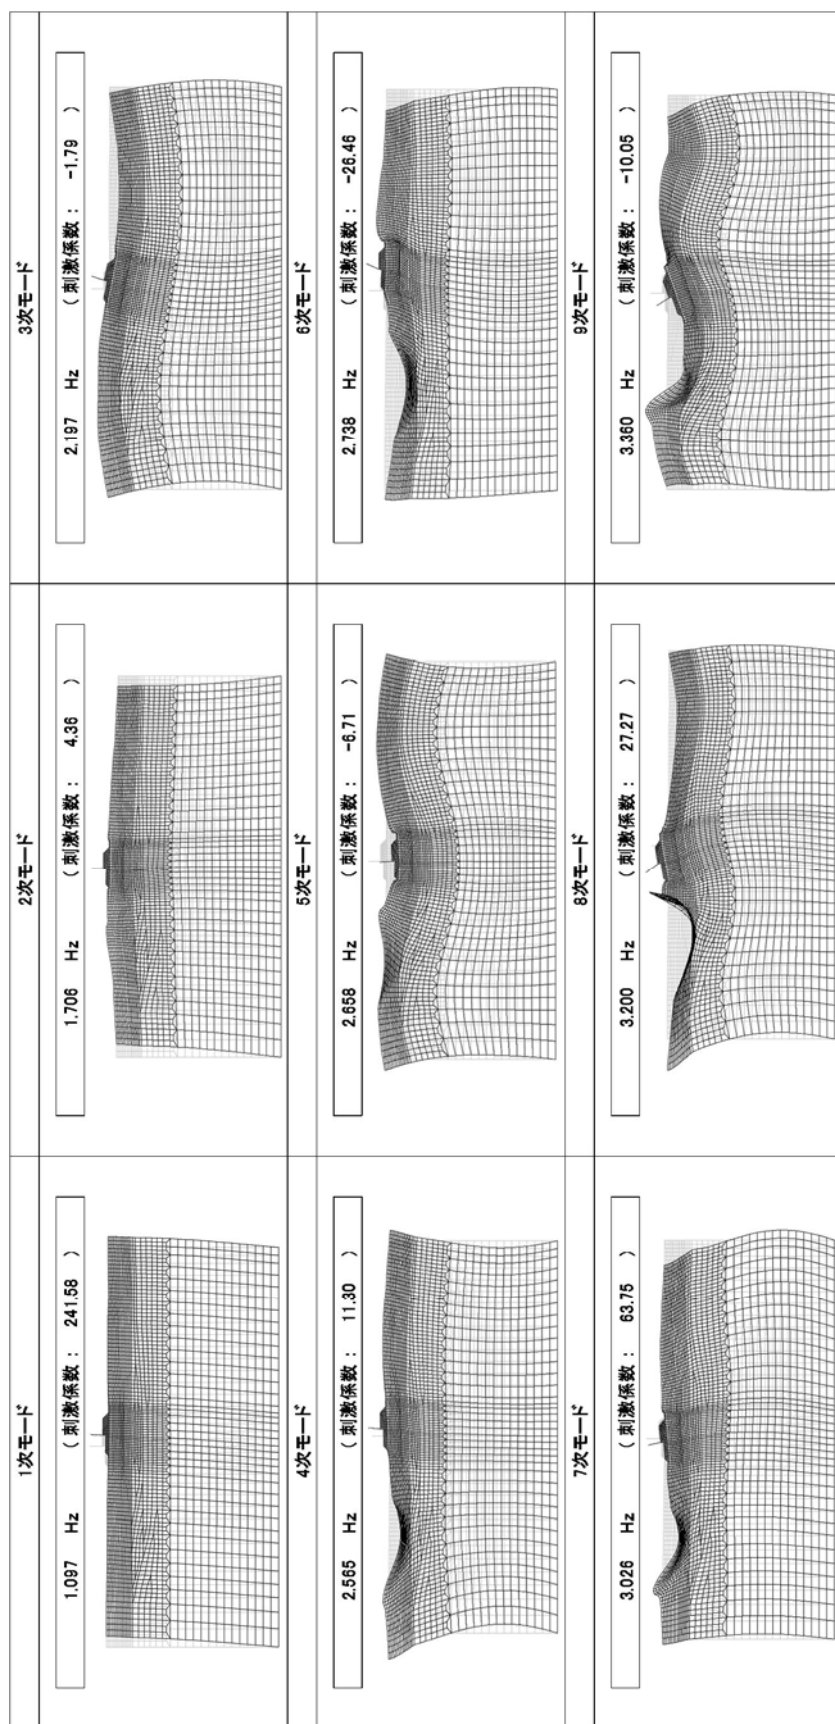 1次モード
1.097 Hz ( 刺激係数 : 241.58 )
2次モード
1.706 Hz ( 刺激係数 : 4.36 )
3次モード
2.197 Hz ( 刺激係数 : -1.79 )
4次モード
2.565 Hz ( 刺激係数 : 11.30 )
5次モード
2.658 Hz ( 刺激係数 : -6.71 )
6次モード
2.738 Hz ( 刺激係数 : -26.46 )
7次モード
3.026 Hz ( 刺激係数 : 63.75 )
8次モード
3.200 Hz ( 刺激係数 : 27.27 )
9次モード
3.360 Hz ( 刺激係数 : -10.05 )